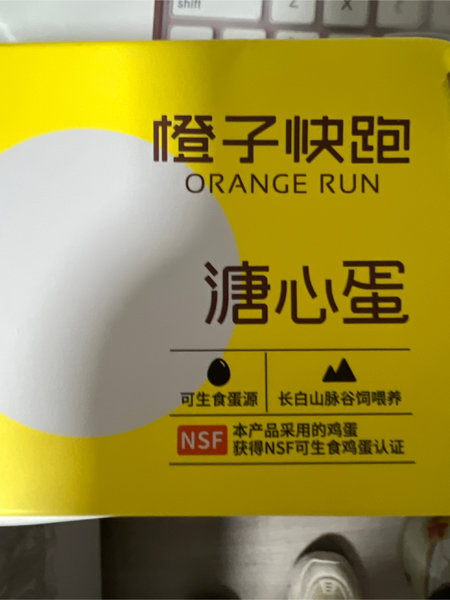 shift
橙子快跑
ORANGE RUN
溏心蛋
可生食蛋源
长白山脉谷饲喂养
NSF
本产品采用的鸡蛋
获得NSF可生食鸡蛋认证